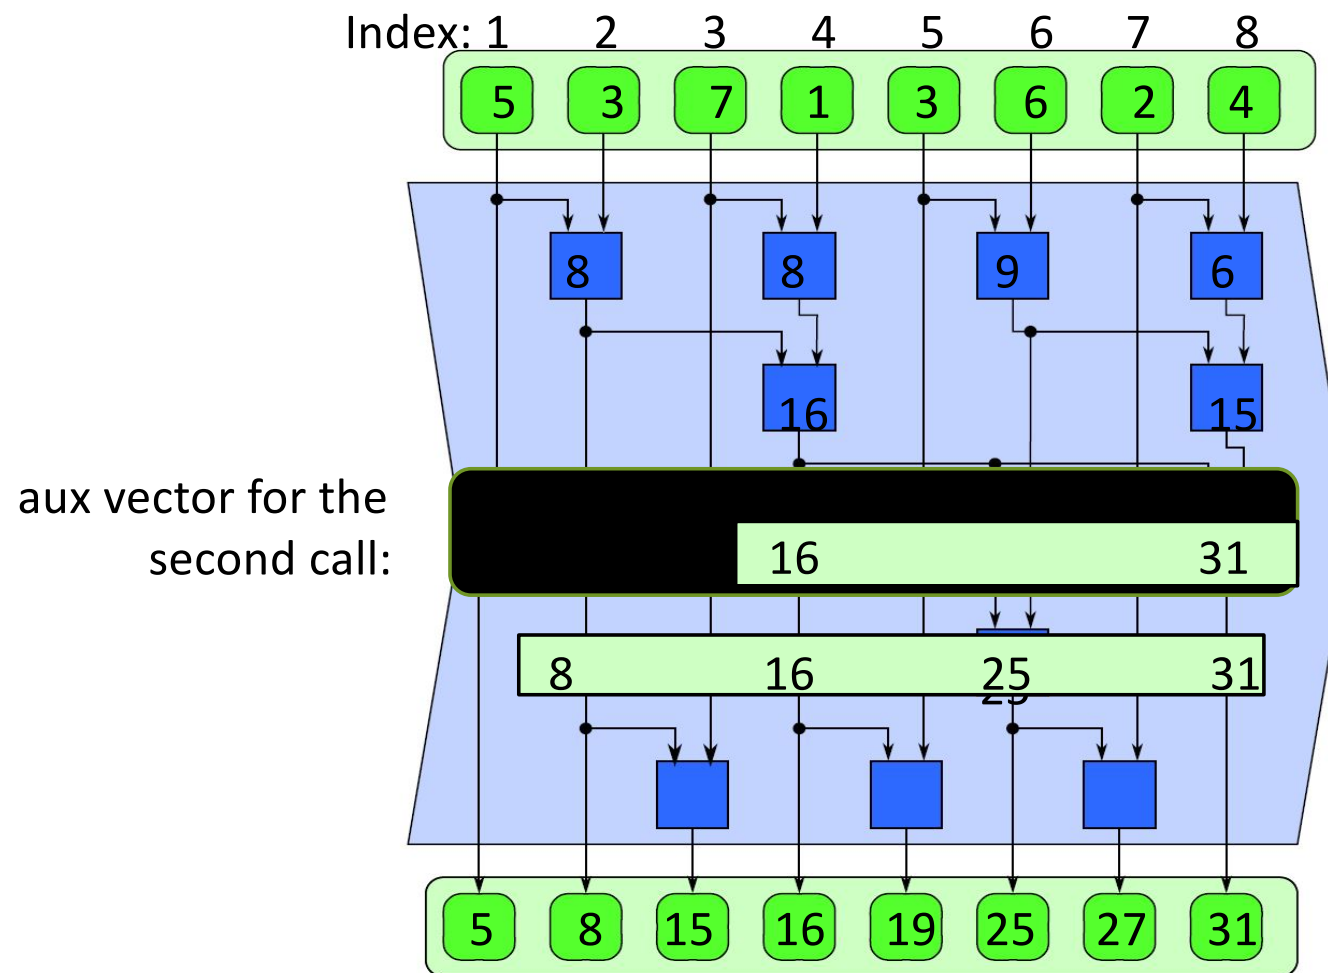 Index: 1 2 3 4 5 6 7 8
5 3 7 1 3 6 2 4
8 8 9 6
16 15
aux vector for the
second call:
16 31
8 16 25 31
5 8 15 16 19 25 27 31